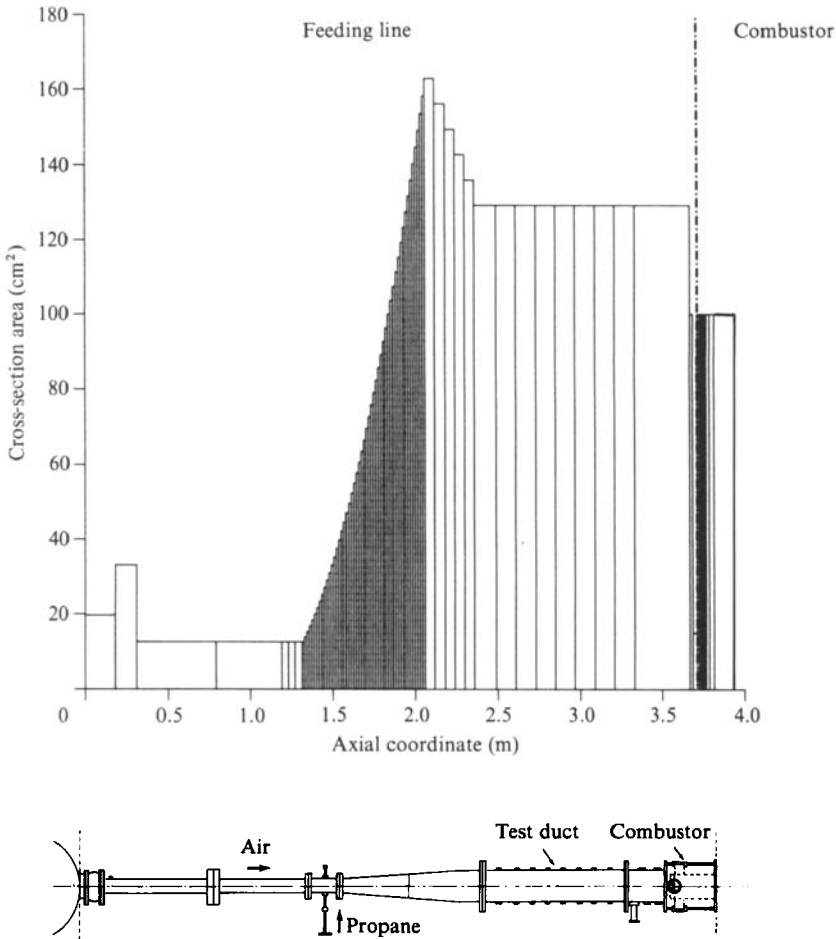 180
160
140
120
100
80
60
40
20
Cross-section area (cm²)
Feeding line
Combustor
0
0.5
1.0
1.5
2.0
2.5
3.0
3.5
4.0
Axial coordinate (m)
Air
Propane
Test duct
Combustor